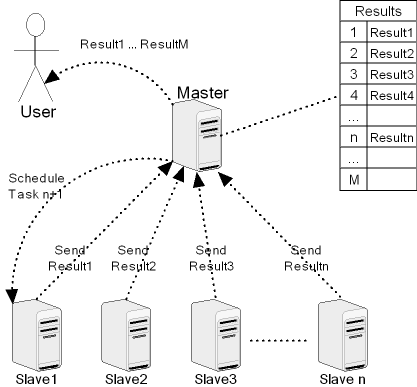 Results
1 Result1
2 Result2
3 Result3
4 Result4
...
n Resultn
...
M
Result1 ... ResultM
User
Master
Schedule
Task n+1
Send
Result1
Send
Result2
Send
Result3
Send
Resultn
Slave1
Slave2
Slave3
Slave n